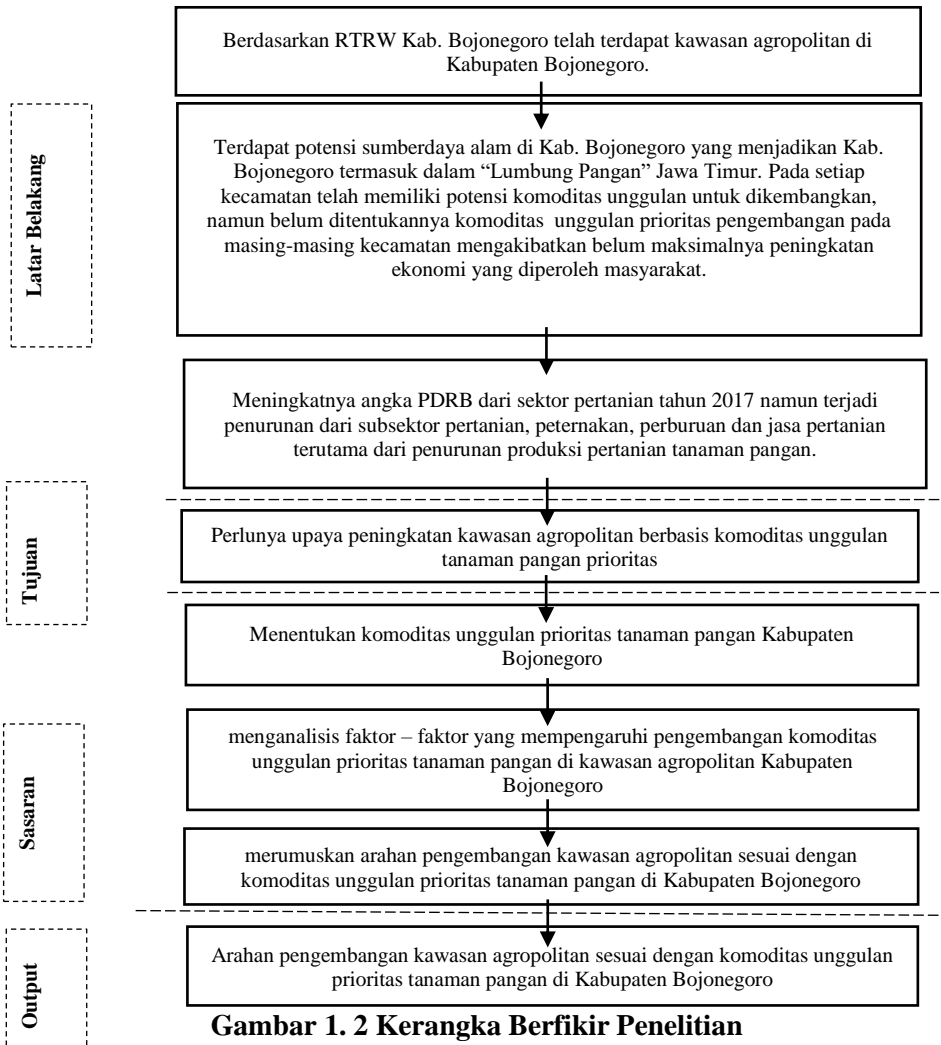 Berdasarkan RTRW Kab. Bojonegoro telah terdapat kawasan agropolitan di
Kabupaten Bojonegoro.
Latar Belakang
Terdapat potensi sumberdaya alam di Kab. Bojonegoro yang menjadikan Kab.
Bojonegoro termasuk dalam “Lumbung Pangan” Jawa Timur. Pada setiap
kecamatan telah memiliki potensi komoditas unggulan untuk dikembangkan,
namun belum ditentukannya komoditas unggulan prioritas pengembangan pada
masing-masing kecamatan mengakibatkan belum maksimalnya peningkatan
ekonomi yang diperoleh masyarakat.
Meningkatnya angka PDRB dari sektor pertanian tahun 2017 namun terjadi
penurunan dari subsektor pertanian, peternakan, perburuan dan jasa pertanian
terutama dari penurunan produksi pertanian tanaman pangan.
Tujuan
Perlunya upaya peningkatan kawasan agropolitan berbasis komoditas unggulan
tanaman pangan prioritas
Menentukan komoditas unggulan prioritas tanaman pangan Kabupaten
Bojonegoro
Sasaran
menganalisis faktor – faktor yang mempengaruhi pengembangan komoditas
unggulan prioritas tanaman pangan di kawasan agropolitan Kabupaten
Bojonegoro
merumuskan arahan pengembangan kawasan agropolitan sesuai dengan
komoditas unggulan prioritas tanaman pangan di Kabupaten Bojonegoro
Output
Arahan pengembangan kawasan agropolitan sesuai dengan komoditas unggulan
prioritas tanaman pangan di Kabupaten Bojonegoro
Gambar 1. 2 Kerangka Berfikir Penelitian